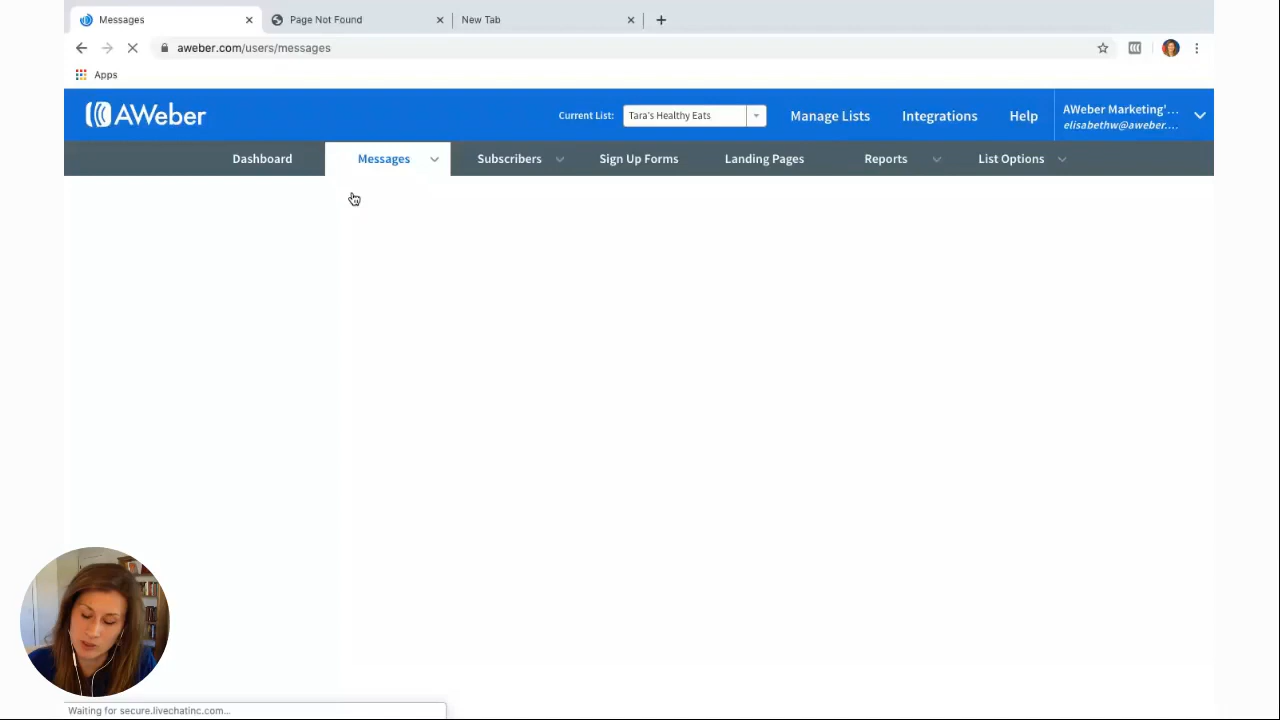 Messages
Page Not Found
New Tab
aweber.com/users/messages
Apps
AWeber
Current List:
Tara's Healthy Eats
Manage Lists
Integrations
Help
AWeber Marketing'...
elisabethw@aweber....
Dashboard
Messages
Subscribers
Sign Up Forms
Landing Pages
Reports
List Options
Waiting for secure.livechatinc.com...